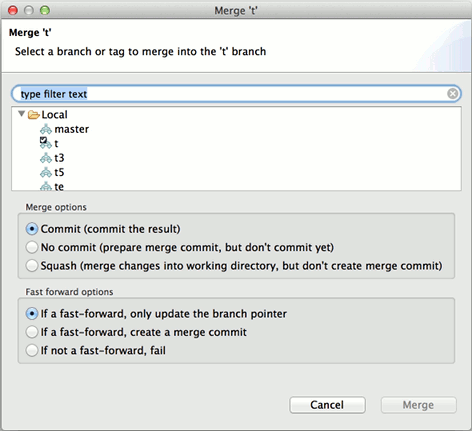 Merge 't'
Merge 't'
Select a branch or tag to merge into the 't' branch
type filter text
Local
master
t
t3
t5
te
Merge options
Commit (commit the result)
No commit (prepare merge commit, but don't commit yet)
Squash (merge changes into working directory, but don't create merge commit)
Fast forward options
If a fast-forward, only update the branch pointer
If a fast-forward, create a merge commit
If not a fast-forward, fail
Cancel Merge